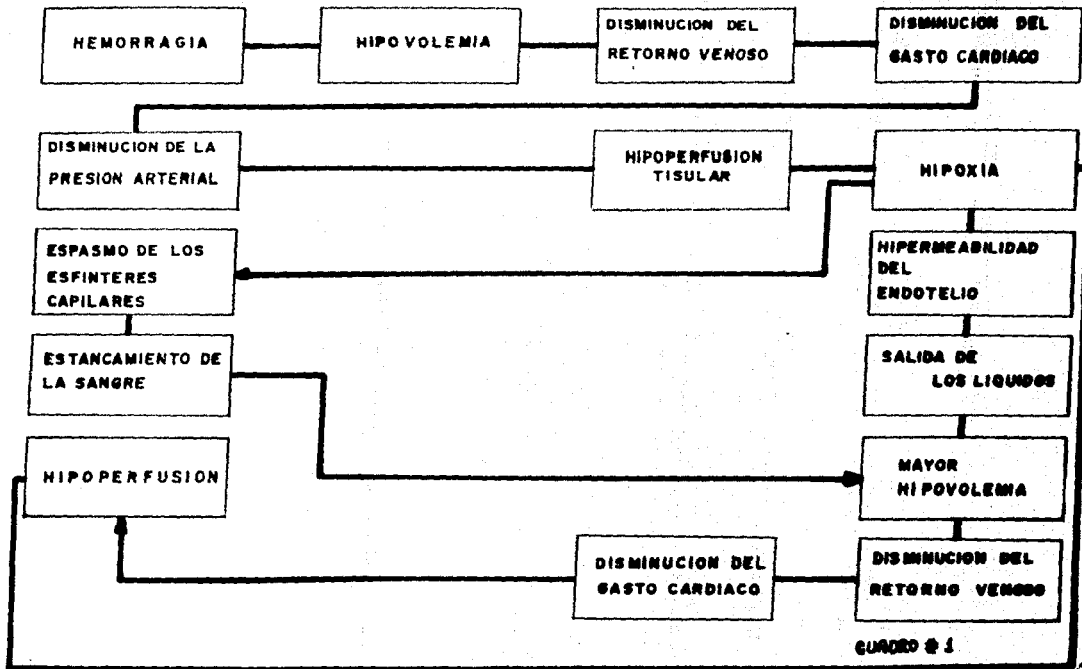 HEMORRAGIA
HIPOVOLEMIA
DISMINUCION DEL
RETORNO VENOSO
DISMINUCION DEL
GASTO CARDIACO
DISMINUCION DE LA
PRESION ARTERIAL
HIPOPERFUSION
TISULAR
HIPOXIA
ESPASMO DE LOS
ESFINTERES
CAPILARES
HIPERMEABILIDAD
DEL
ENDOTELIO
ESTANCAMIENTO DE
LA SANGRE
SALIDA DE
LOS LIQUIDOS
HIPOPERFUSION
MAYOR
HIPOVOLEMIA
DISMINUCION DEL
GASTO CARDIACO
DISMINUCION DEL
RETORNO VENOSO
CUADRO # 1